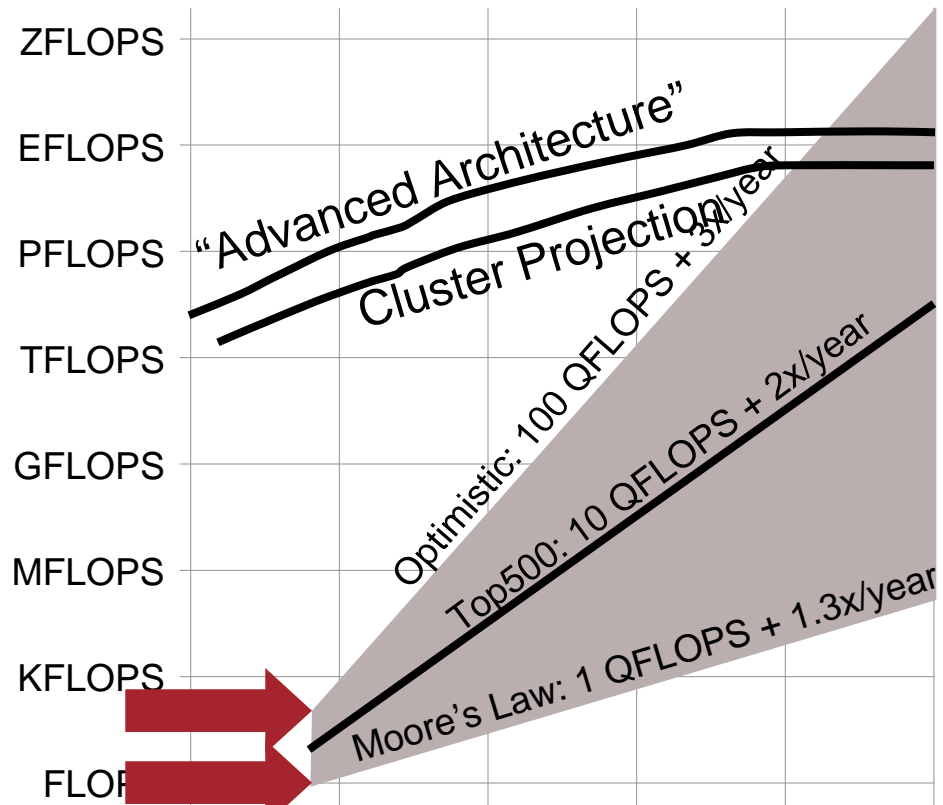 ZFLOPS
EFLOPS
PFLOPS
TFLOPS
GFLOPS
MFLOPS
KFLOPS
“Advanced Architecture”
Cluster Projection
Optimistic: 100 QFLOPS + 3x/year
Top500: 10 QFLOPS + 2x/year
Moore’s Law: 1 QFLOPS + 1.3x/year